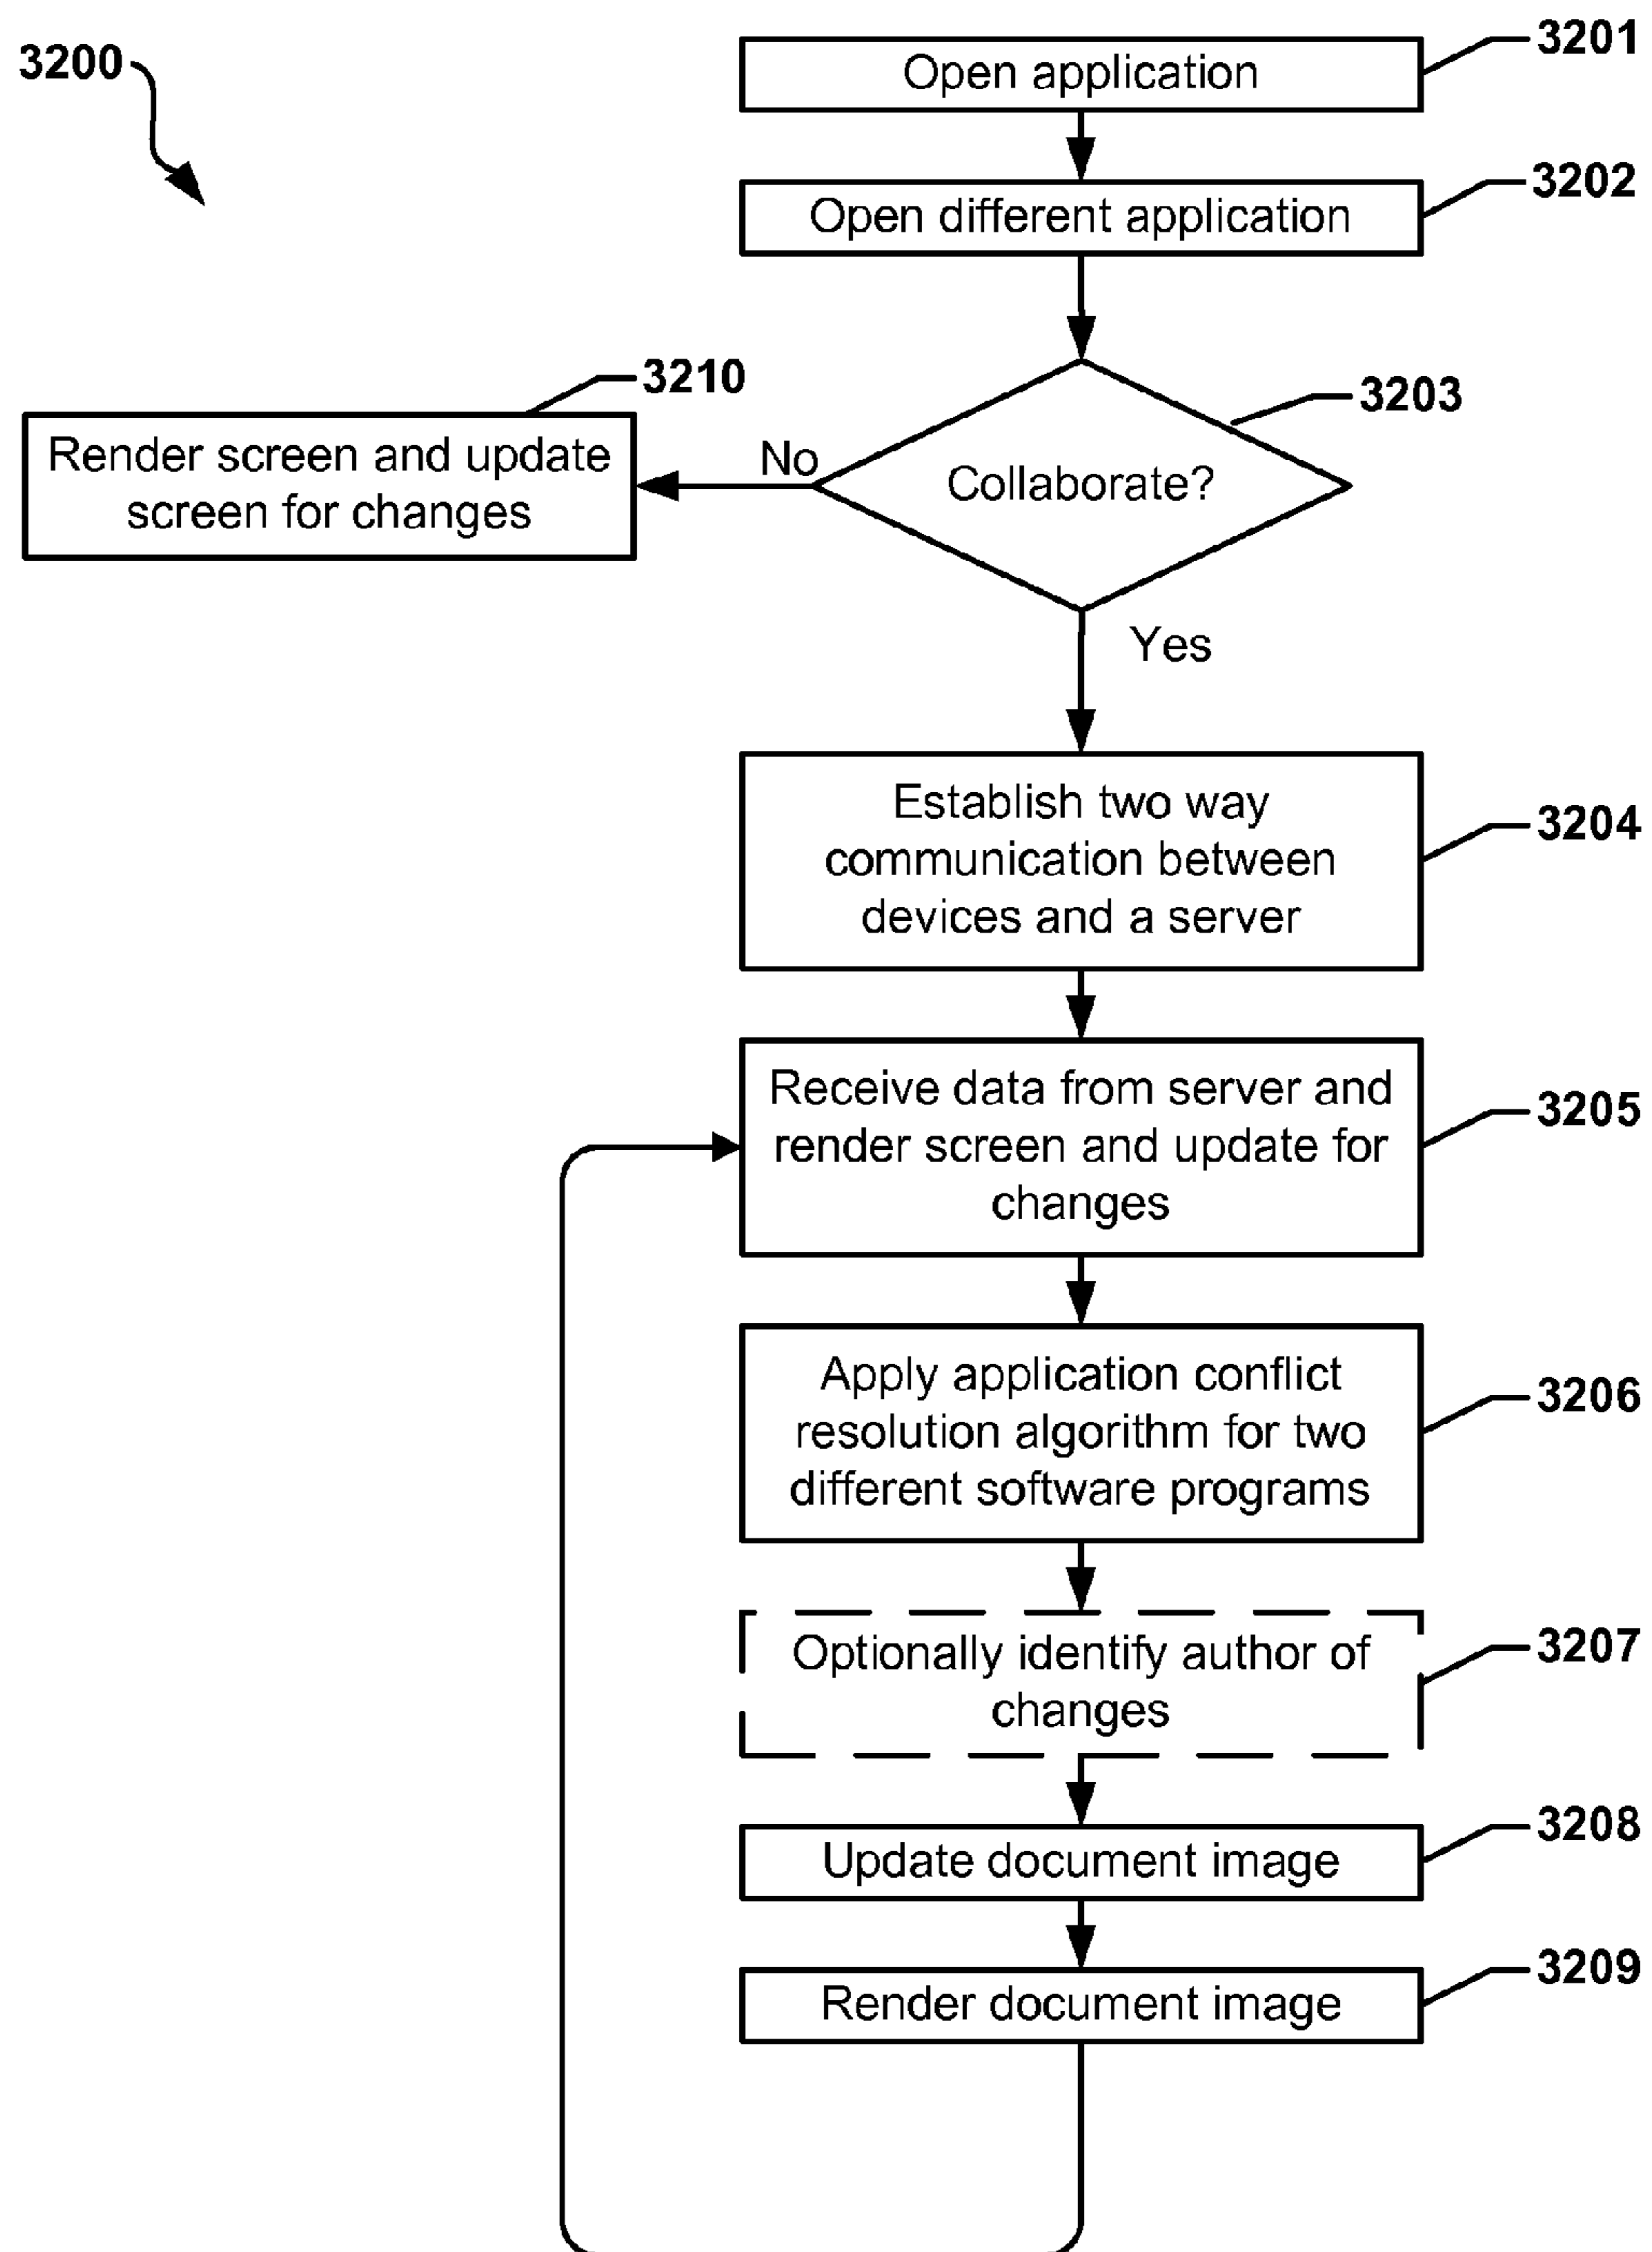 3200
Open application
3201
Open different application
3202
Collaborate?
3203
No
Render screen and update
screen for changes
3210
Yes
Establish two way
communication between
devices and a server
3204
Receive data from server and
render screen and update for
changes
3205
Apply application conflict
resolution algorithm for two
different software programs
3206
Optionally identify author of
changes
3207
Update document image
3208
Render document image
3209